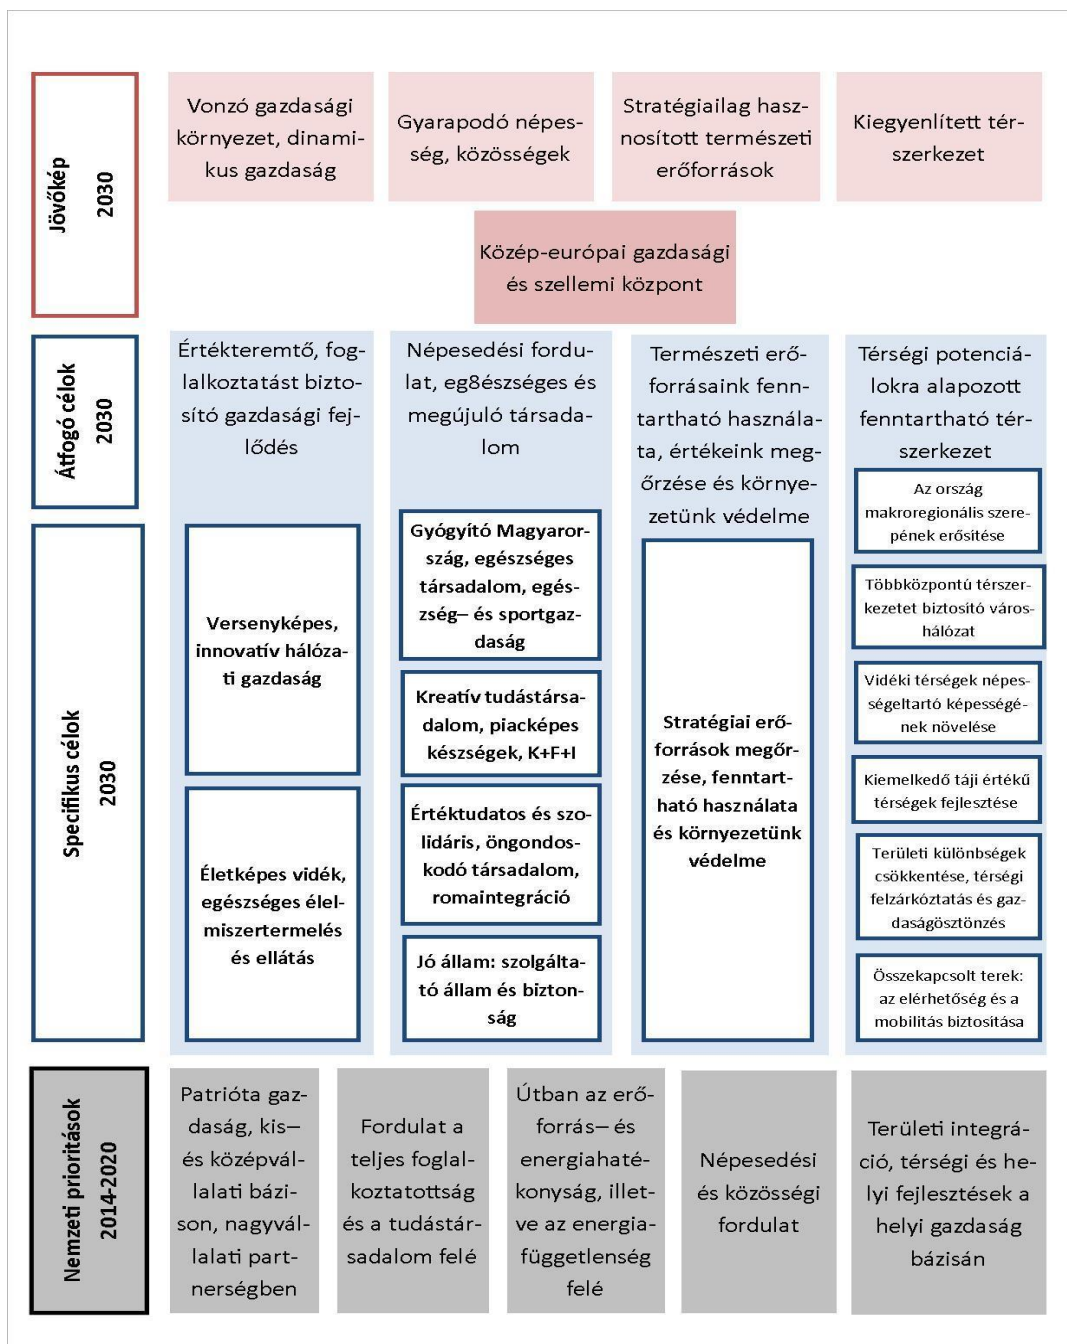 Jövőkép
2030
Vonzó gazdasági
környezet, dinami-
kus gazdaság
Gyarapodó népes-
ség, közösségek
Stratégiailag hasz-
nosított természeti
erőforrások
Kiegyenlített tér-
szerkezet
Közép-európai gazdasági
és szellemi központ
Átfogó célok
2030
Értékteremtő, fog-
lalkoztatást bizto-
sító gazdasági fej-
lődés
Népesedési fordu-
lat, eg8észséges és
megújuló társada-
lom
Természeti erő-
forrásaink fenn-
tartható használa-
ta, értékeink meg-
őrzése és környe-
zetünk védelme
Térségi potenciá-
lokra alapozott
fenntartható tér-
szerkezet
Specifikus célok
2030
Versenyképes,
innovatív hálóza-
ti gazdaság
Életképes vidék,
egészséges élel-
miszertermelés
és ellátás
Gyógyító Magyaror-
szág, egészséges
társadalom, egés-
zség– és sportgaz-
daság
Kreatív tudástársa-
dalom, piacképes
készségek, K+F+I
Értéktudatos és szo-
lidáris, öngondos-
kodó társadalom,
romaintegráció
Jó állam: szolgálta-
tó állam és bizton-
ság
Stratégiai erő-
források megőr-
zése, fenntart-
ható használata
és környezetünk
védelme
Az ország
makroregionális szere-
pének erősítése
Többközpontú térszer-
kezetet biztosító város-
hálózat
Vidéki térségek népes-
ségeltartó képességé-
nek növelése
Kiemelkedő táji értékű
térségek fejlesztése
Területi különbségek
csökkentése, térségi
felzárkóztatás és gaz-
daságösztönzés
Összekapcsolt terek:
az elérhetőség és a
mobilitás biztosítása
Nemzeti prioritások
2014-2020
Patrióta gaz-
daság, kis–
és középvál-
lalati bázi-
son, nagyvál-
lalati part-
nerségben
Fordulat a
teljes foglal-
koztatottság
és a tudástár-
sadalom felé
Útban az erő-
forrás– és
energiahaté-
konyság, illet-
ve az energia-
függetlenség
felé
Népesedési
és közösségi
fordulat
Területi integrá-
ció, térségi és he-
lyi fejlesztések a
helyi gazdaság
bázisán